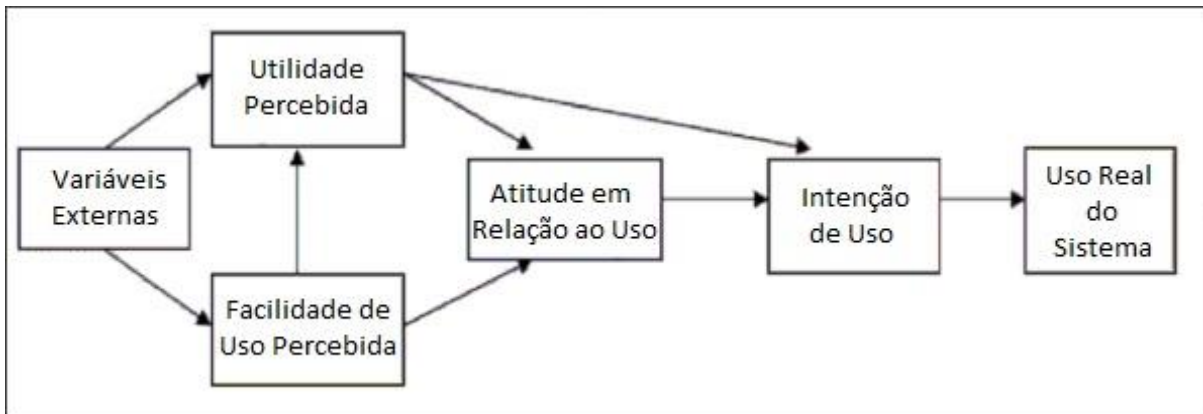 Utilidade
Percebida
Variáveis
Externas
Atitude em
Relação ao Uso
Intenção
de Uso
Uso Real
do
Sistema
Facilidade de
Uso Percebida